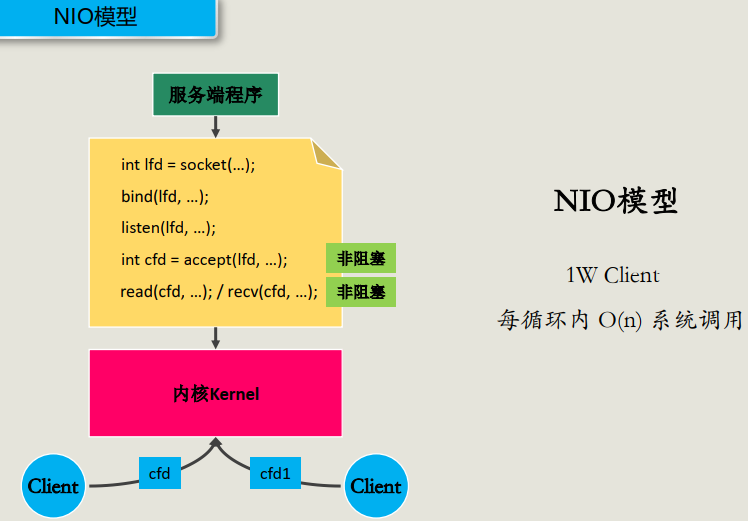 NIO模型
服务端程序
int lfd = socket(…);
bind(lfd, …);
listen(lfd, …);
int cfd = accept(lfd, …);
非阻塞
read(cfd, …); / recv(cfd, …);
非阻塞
内核Kernel
cfd
cfd1
Client
Client
NIO模型
1W Client
每循环内 O(n) 系统调用